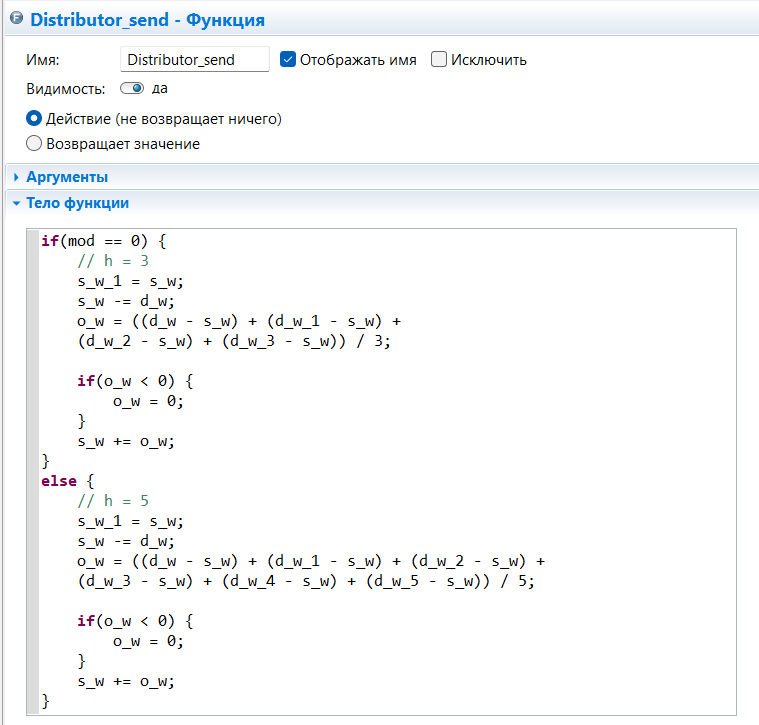 Distributor_send - Функция
Имя: Distributor_send Отображать имя Исключить
Видимость: да
Действие (не возвращает ничего)
Возвращает значение
Аргументы
Тело функции
if(mod == 0) {
    // h = 3
    s_w_1 = s_w;
    s_w -= d_w;
    o_w = ((d_w - s_w) + (d_w_1 - s_w) +
    (d_w_2 - s_w) + (d_w_3 - s_w)) / 3;

    if(o_w < 0) {
        o_w = 0;
    }
    s_w += o_w;
}
else {
    // h = 5
    s_w_1 = s_w;
    s_w -= d_w;
    o_w = ((d_w - s_w) + (d_w_1 - s_w) + (d_w_2 - s_w) +
    (d_w_3 - s_w) + (d_w_4 - s_w) + (d_w_5 - s_w)) / 5;

    if(o_w < 0) {
        o_w = 0;
    }
    s_w += o_w;
}